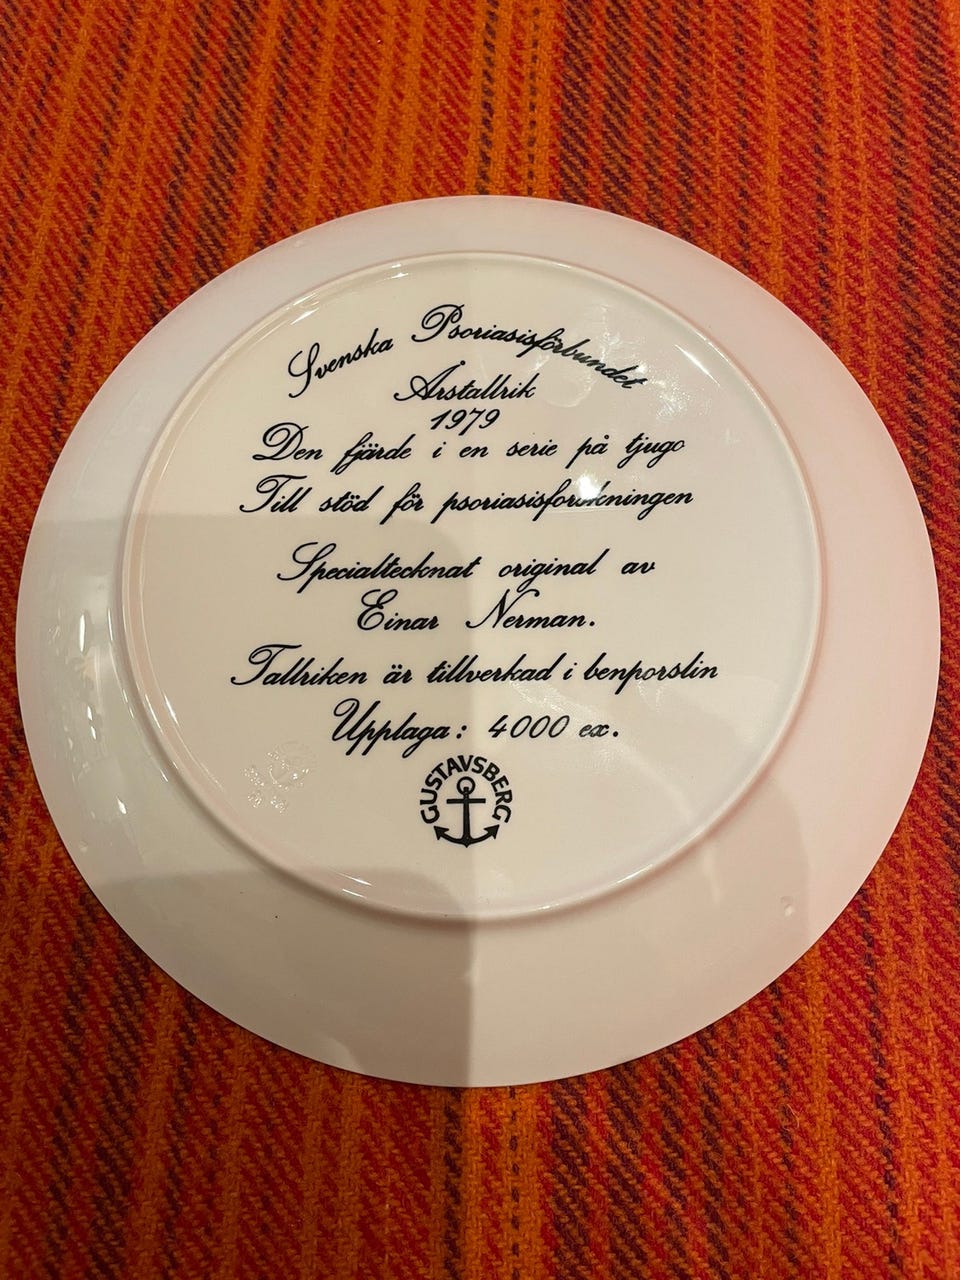 Svenska Psoriasisförbundet
Årstallrik
1979
Den fjärde i en serie på tjugo
Till stöd för psoriasisforskningen
Specialtecknat original av
Einar Nerman.
Tallriken är tillverkad i benporslin
Upplaga: 4000 ex.
GUSTAVSBERG